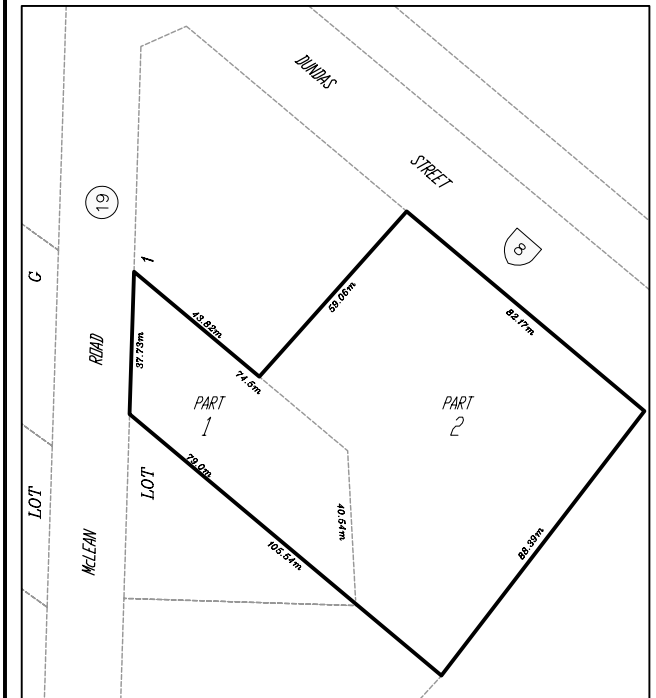 DUNDAS
STREET
8
19
1
G
ROAD
37.73m
43.82m
59.06m
82.17m
74.5m
PART
1
PART
2
79.0m
LOT
LOT
40.54m
McLEAN
105.54m
88.39m